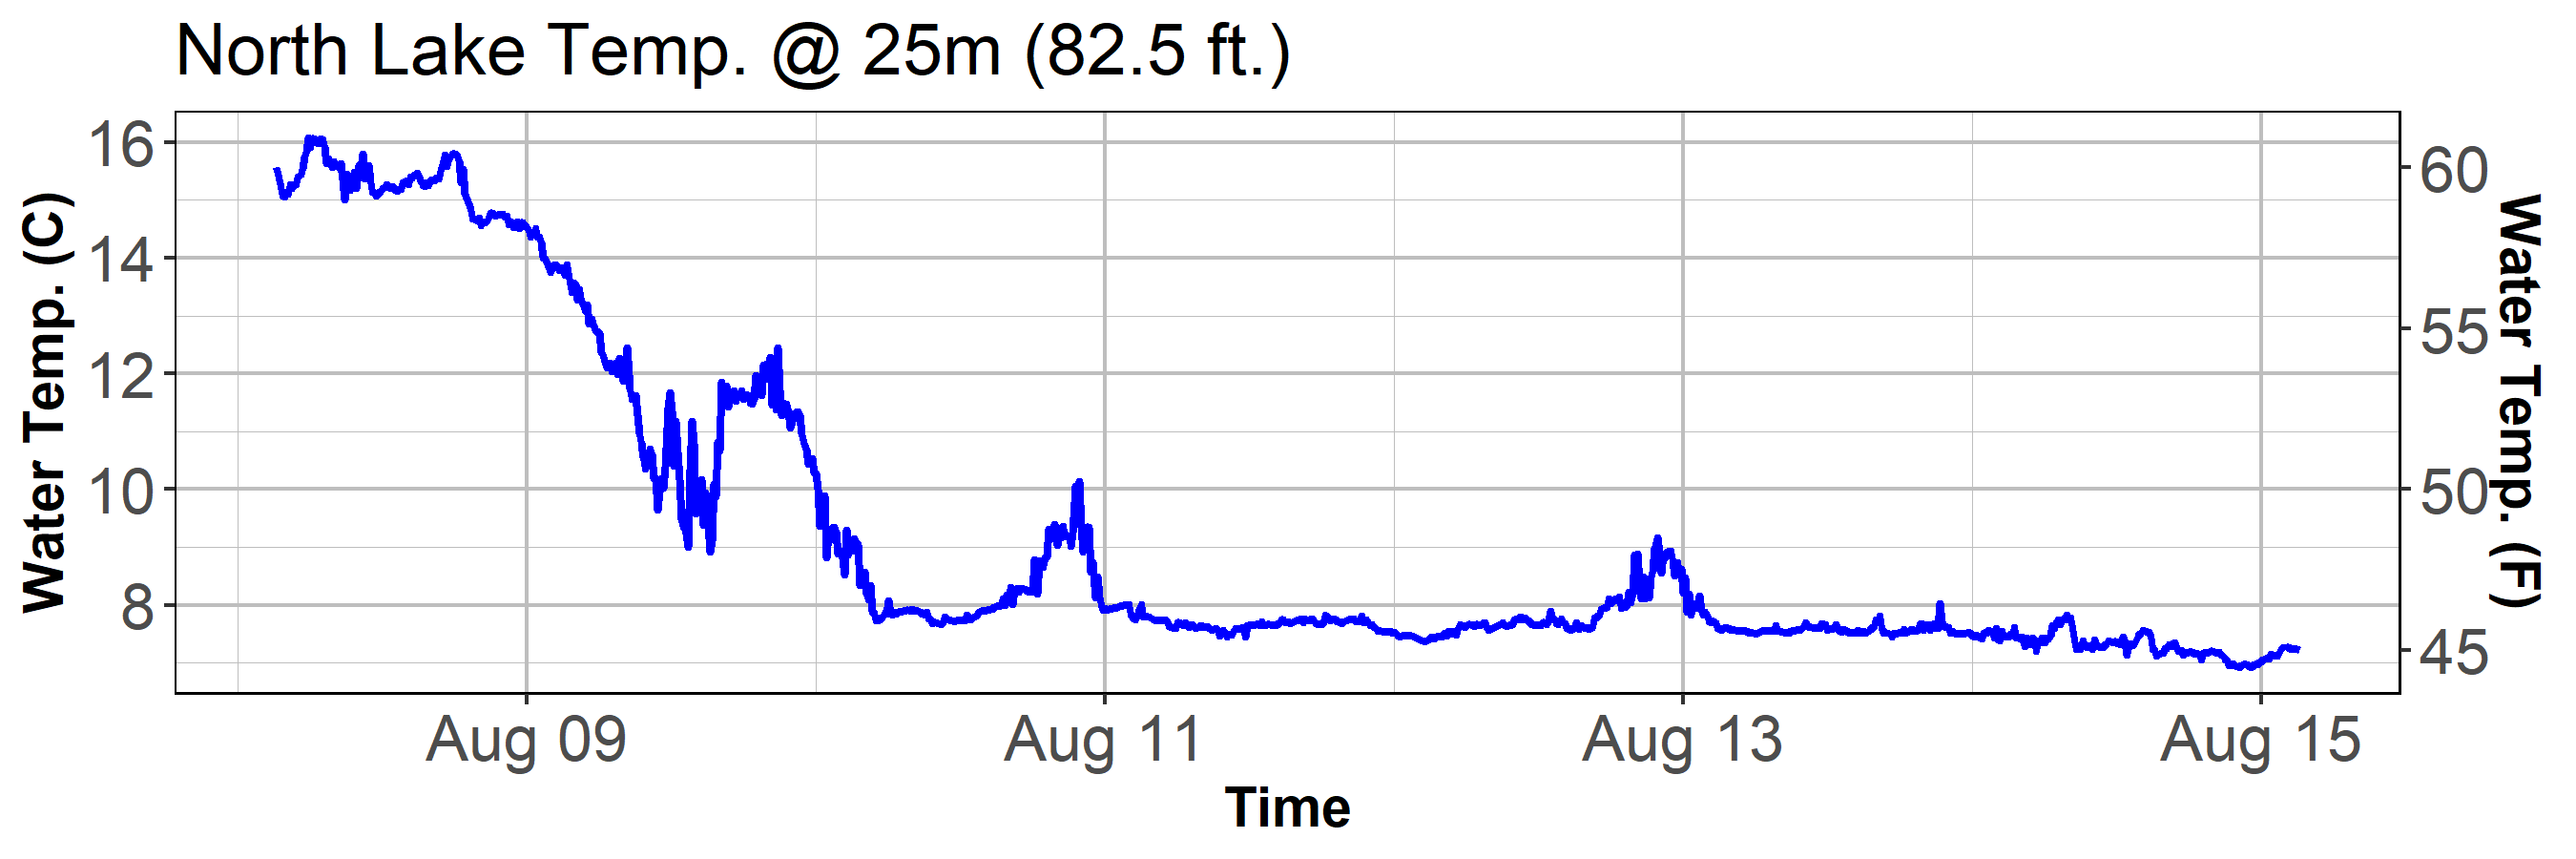 North Lake Temp. @ 25m (82.5 ft.)
Water Temp. (C)
16
14
12
10
8
60
55
50
45
Water Temp. (F)
Aug 09
Aug 11
Aug 13
Aug 15
Time